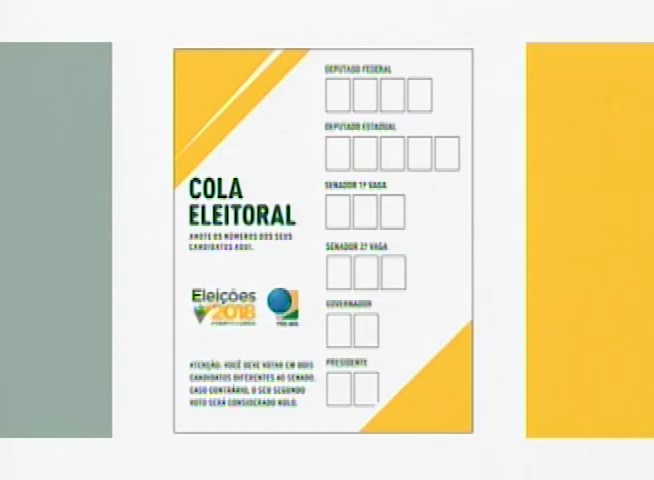 DEPUTADO FEDERAL
DEPUTADO ESTADUAL
SENADOR 1ª VAGA
COLA
ELEITORAL
ANOTE OS NÚMEROS DOS SEUS
CANDIDATOS AQUI.
SENADOR 2ª VAGA
Eleições
2018
GOVERNADOR
PRESIDENTE
ATENÇÃO: VOCÊ DEVE VOTAR EM DOIS
CANDIDATOS DIFERENTES AO SENADO.
CASO CONTRÁRIO, O SEU SEGUNDO
VOTO SERÁ CONSIDERADO NULO.